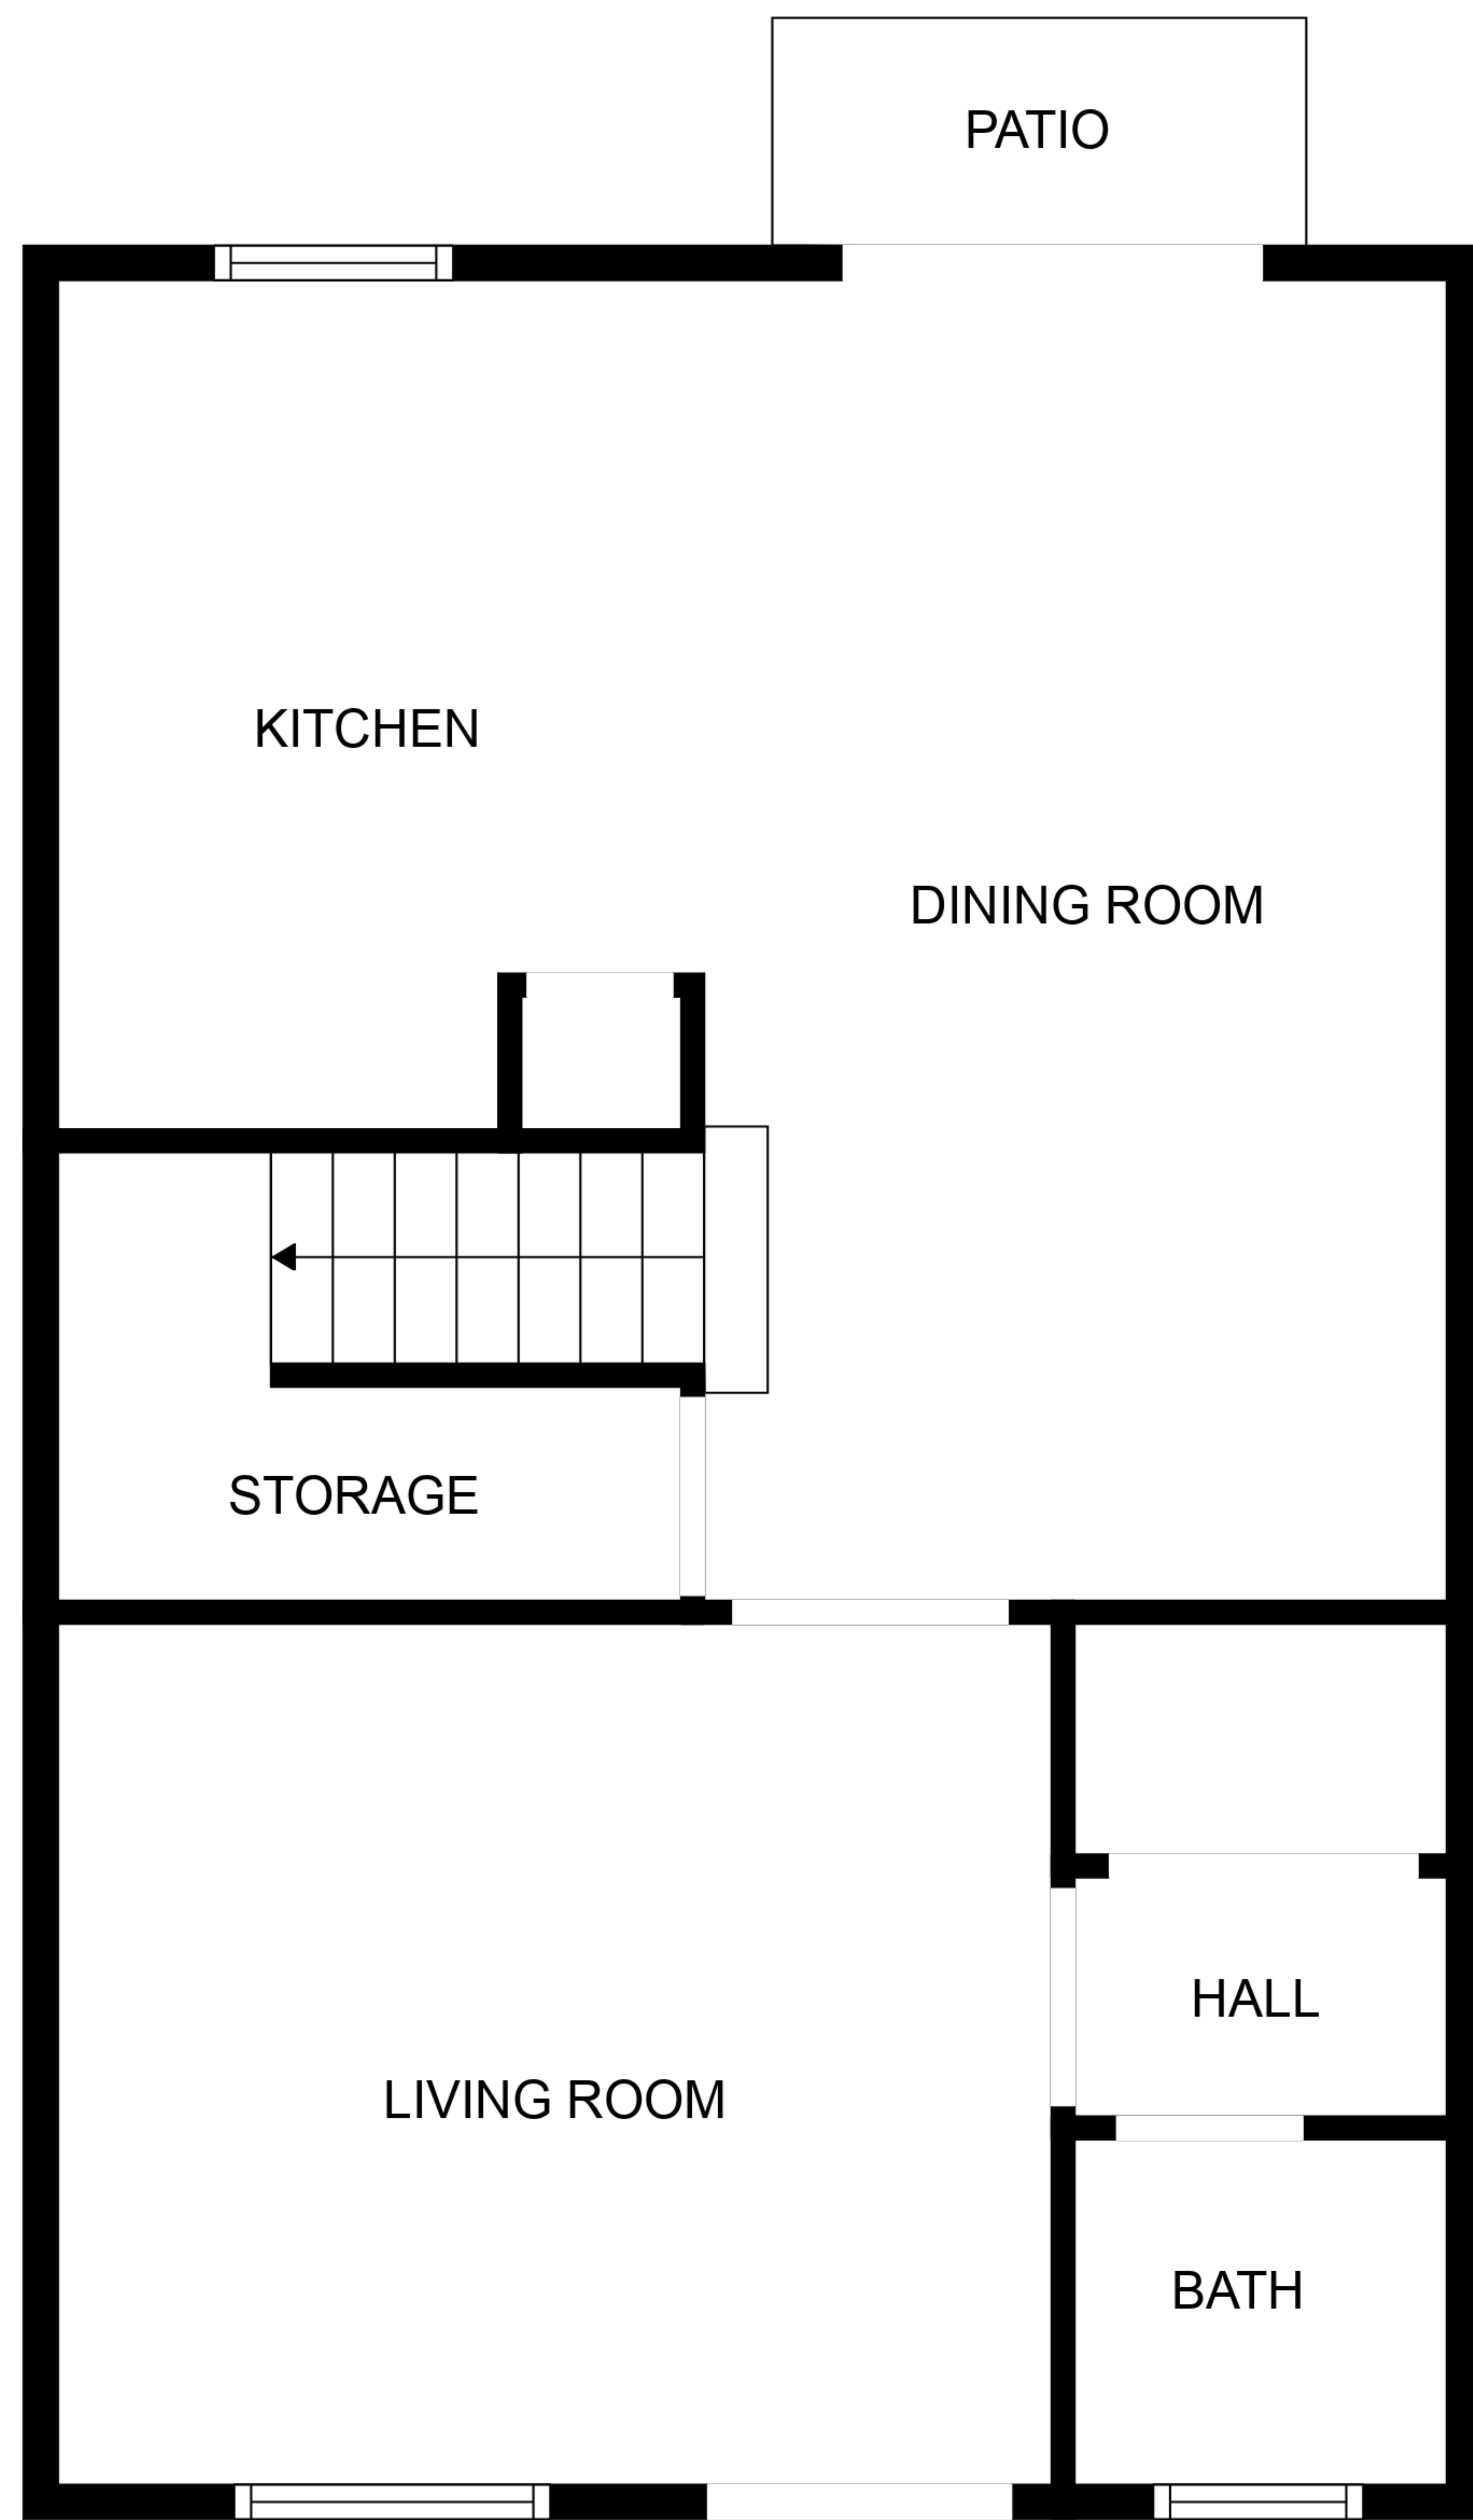 PATIO
KITCHEN
DINING ROOM
STORAGE
HALL
LIVING ROOM
BATH